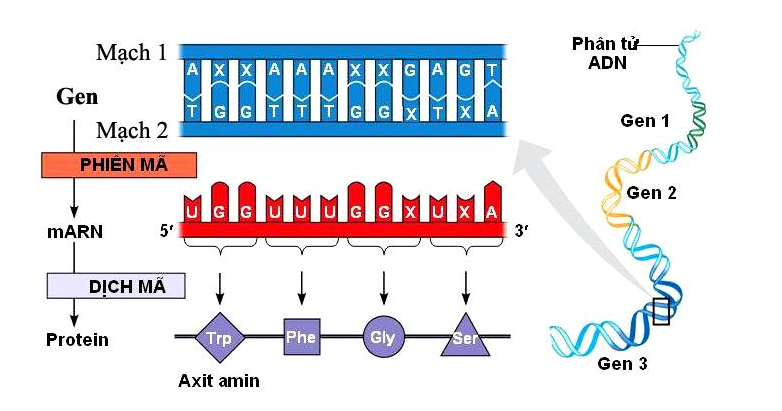 Mạch 1
A X X A A A X X G A G T
Gen
T G G T T T G G X T X A
Mạch 2
PHIÊN MÃ
U G G U U U G G X U X A
mARN
5′
3′
DỊCH MÃ
Protein
Trp Phe Gly Ser
Axit amin
Phân tử
ADN
Gen 1
Gen 2
Gen 3